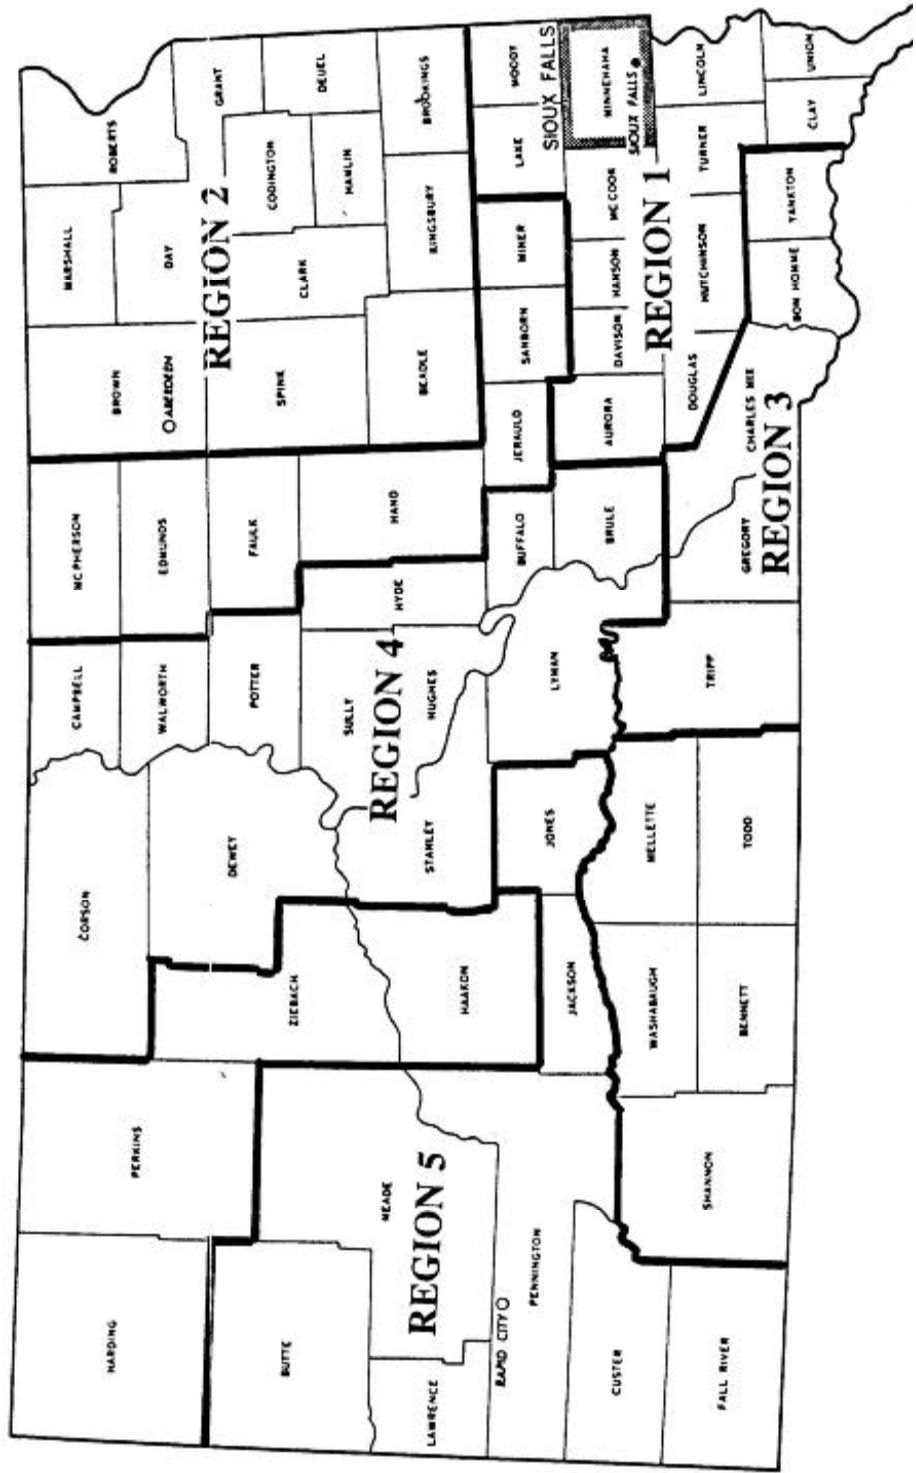 HARDING
PERKINS
CORSON
CAMPBELL
MC PHERSON
BROWN
MARSHALL
ROBERTS
WALWORTH
EDMUNDS
DAY
GRANT
DEWEY
POTTER
FAULK
ABERDEEN
BUTTE
ZIEBACH
REGION 2
CODINGTON
DEUEL
SPINK
CLARK
HAMLIN
LAWRENCE
MEADE
REGION 5
HAAKON
STANLEY
SULLY
REGION 4
HUGHES
HYDE
HAND
BEADLE
KINGSBURY
BROOKINGS
RAPID CITY
PENNINGTON
JACKSON
JONES
LYMAN
BUFFALO
JERAULD
SANBORN
MINER
LAKE
MOODY
SIOUX FALLS
CUSTER
WASHABAUGH
MELLETTE
BRULE
AURORA
DAVISON
HANSON
MC COOK
MINNEHAHA
SIOUX FALLS
REGION 1
SHANNON
FALL RIVER
BENNETT
TODD
TRIPP
GREGORY
REGION 3
CHARLES MIX
DOUGLAS
HUTCHINSON
TURNER
LINCOLN
BON HOMME
YANKTON
CLAY
UNION